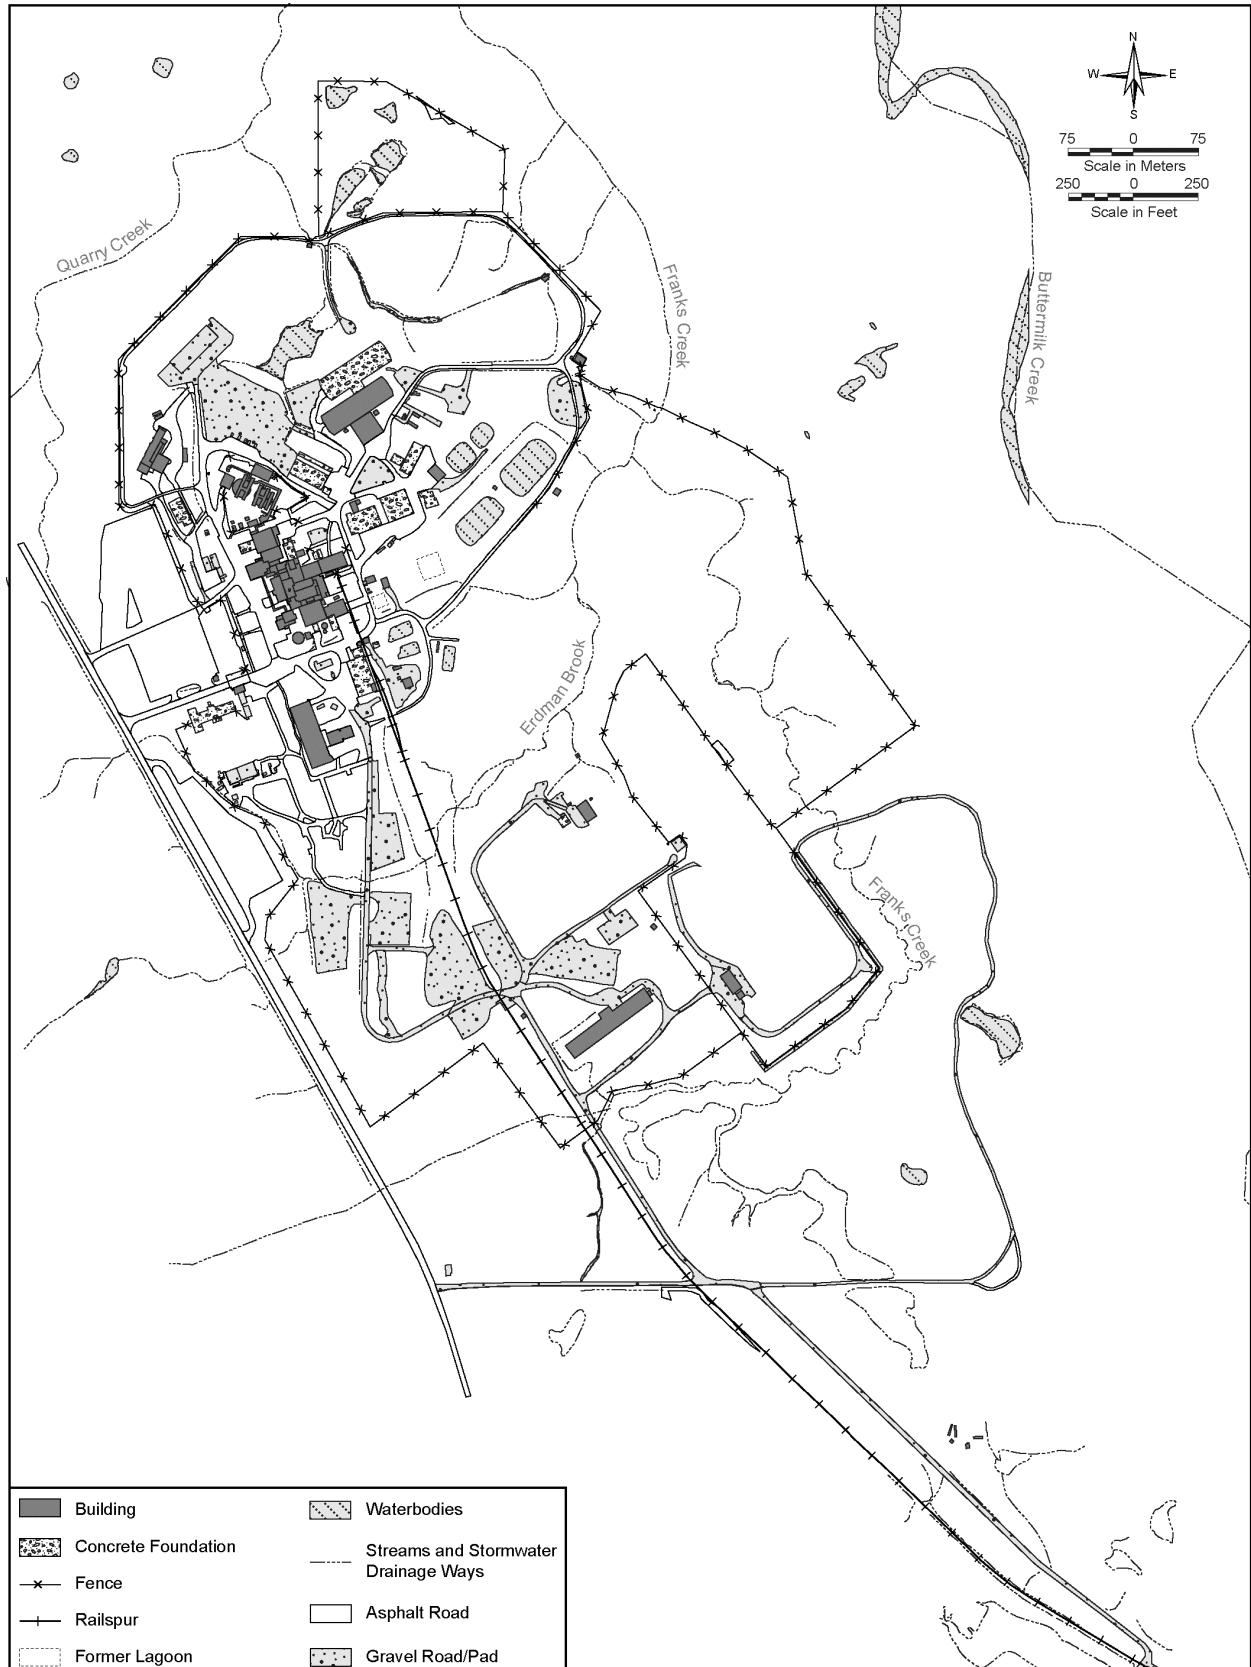 N
W E
S
75 0 75
Scale in Meters
250 0 250
Scale in Feet
Quarry Creek
Franks Creek
Buttermilk Creek
Erdman Brook
Franks Creek
Building
Concrete Foundation
Fence
Railspur
Former Lagoon
Waterbodies
Streams and Stormwater
Drainage Ways
Asphalt Road
Gravel Road/Pad